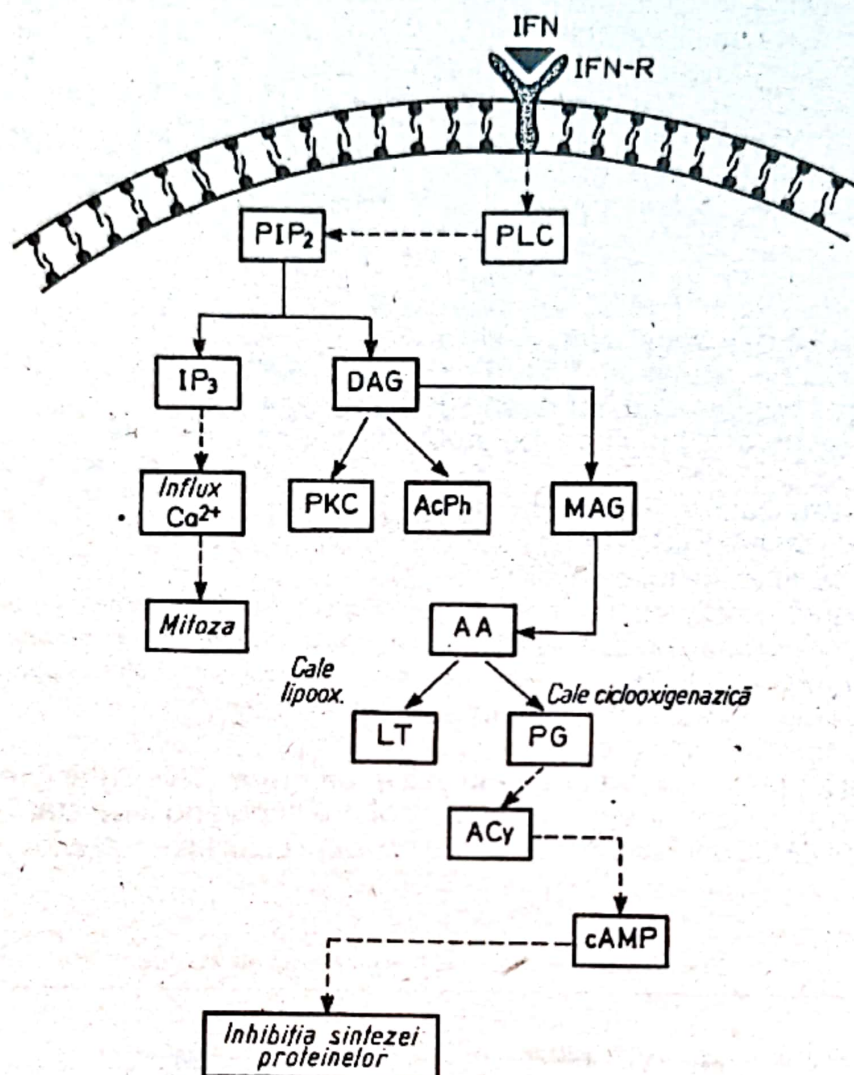 IFN
IFN-R
PIP₂
PLC
IP₃
DAG
Influx
Ca²⁺
PKC
AcPh
MAG
Mitoza
AA
Cale
lipoox.
Cale ciclooxigenazică
LT
PG
ACy
cAMP
Inhibiția sintezei
proteinelor